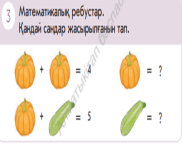 3 Математикалық ребустар.
Қандай сандар жасырылғанын тап.
+ = 4 = ?
+ = 5 = ?